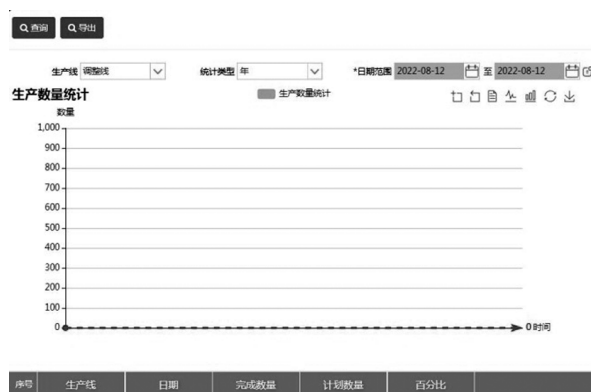 查询 导出
生产线 调整线 统计类型 年 *日期范围 2022-08-12 至 2022-08-12
生产数量统计 生产数量统计
数量
1,000
900
800
700
600
500
400
300
200
100
0 0 时间
序号 生产线 日期 完成数量 计划数量 百分比